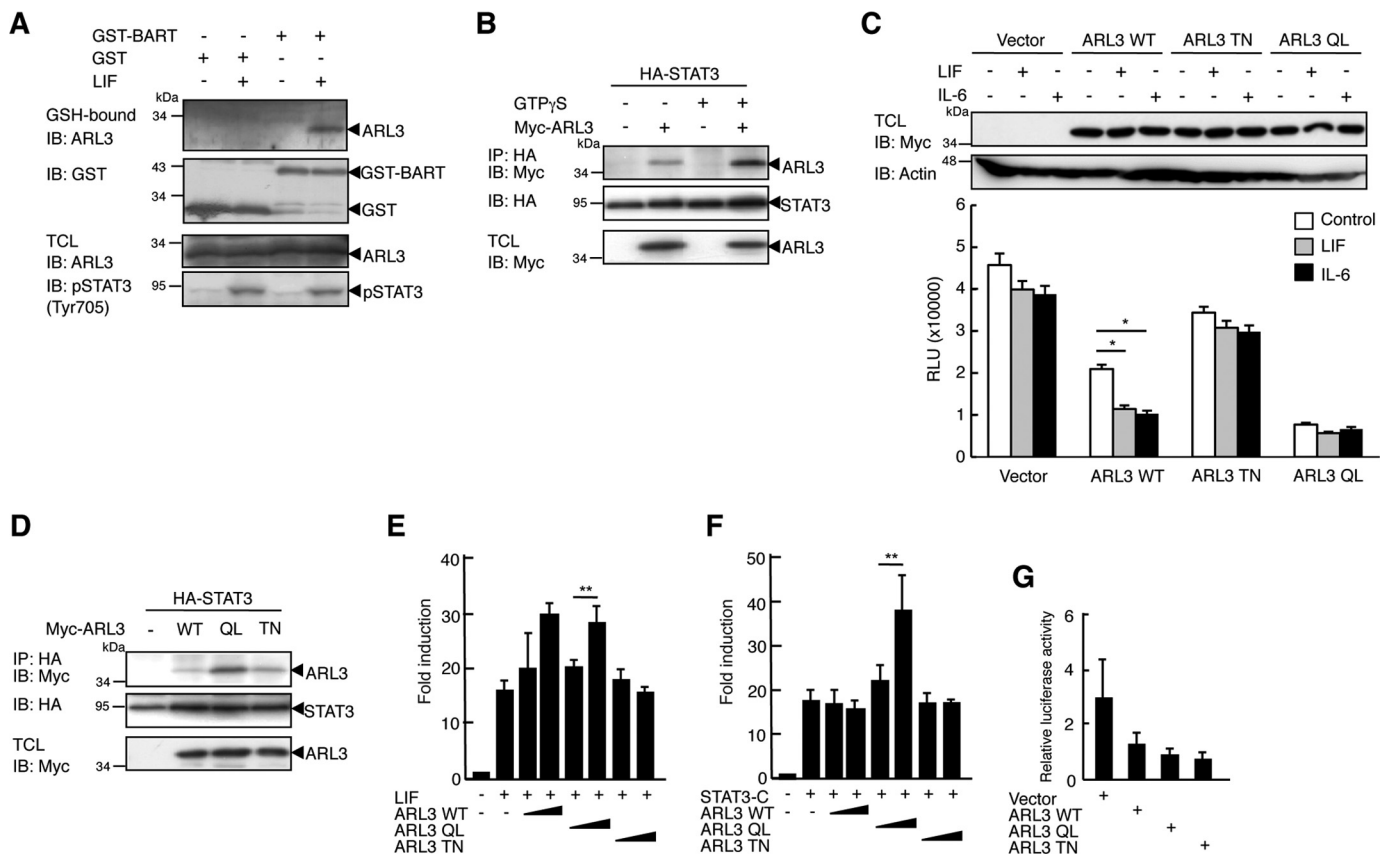 A
GST-BART - - + +
GST + + - -
LIF - + - +
kDa
GSH-bound
IB: ARL3
34
ARL3
IB: GST
43
GST-BART
34
GST
TCL
IB: ARL3
34
ARL3
IB: pSTAT3
(Tyr705)
95
pSTAT3
B
HA-STAT3
GTPγS - - + +
Myc-ARL3 - + - +
kDa
IP: HA
IB: Myc
34
ARL3
IB: HA
95
STAT3
TCL
IB: Myc
34
ARL3
C
Vector ARL3 WT ARL3 TN ARL3 QL
LIF - + - - + - - + - - + -
IL-6 - - + - - + - - + - - +
kDa
TCL
IB: Myc
34
48
IB: Actin
6
5
4
3
2
1
0
RLU (x10000)
Control
LIF
IL-6
*
*
Vector ARL3 WT ARL3 TN ARL3 QL
D
HA-STAT3
Myc-ARL3 - WT QL TN
kDa
IP: HA
IB: Myc
34
ARL3
IB: HA
95
STAT3
TCL
IB: Myc
34
ARL3
E
40
30
20
10
0
Fold induction
**
LIF - + + + + + + +
ARL3 WT - -
ARL3 QL
ARL3 TN
F
50
40
30
20
10
0
Fold induction
**
STAT3-C - + + + + + + +
ARL3 WT - -
ARL3 QL
ARL3 TN
G
6
4
2
0
Relative luciferase activity
Vector +
ARL3 WT +
ARL3 QL +
ARL3 TN +